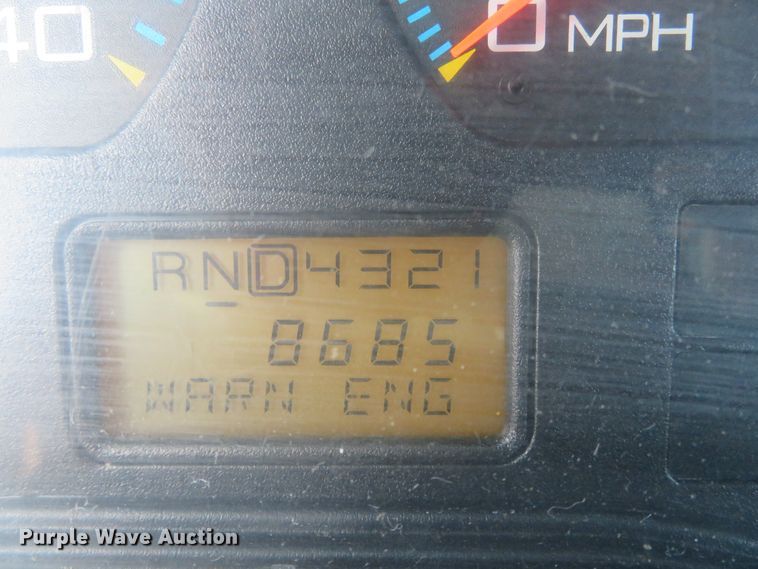 40
0 MPH
RND4321
8685
WARN ENG
Purple Wave Auction